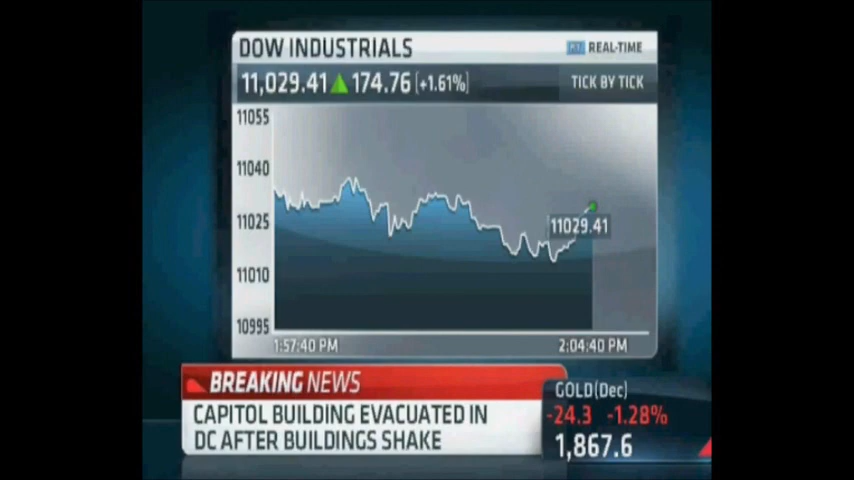 DOW INDUSTRIALS
REAL-TIME
11,029.41 174.76 (+1.61%)
TICK BY TICK
11055
11040
11025
11010
10995
11029.41
1:57:40 PM
2:04:40 PM
BREAKING NEWS
CAPITOL BUILDING EVACUATED IN
DC AFTER BUILDINGS SHAKE
GOLD(Dec)
-24.3 -1.28%
1,867.6